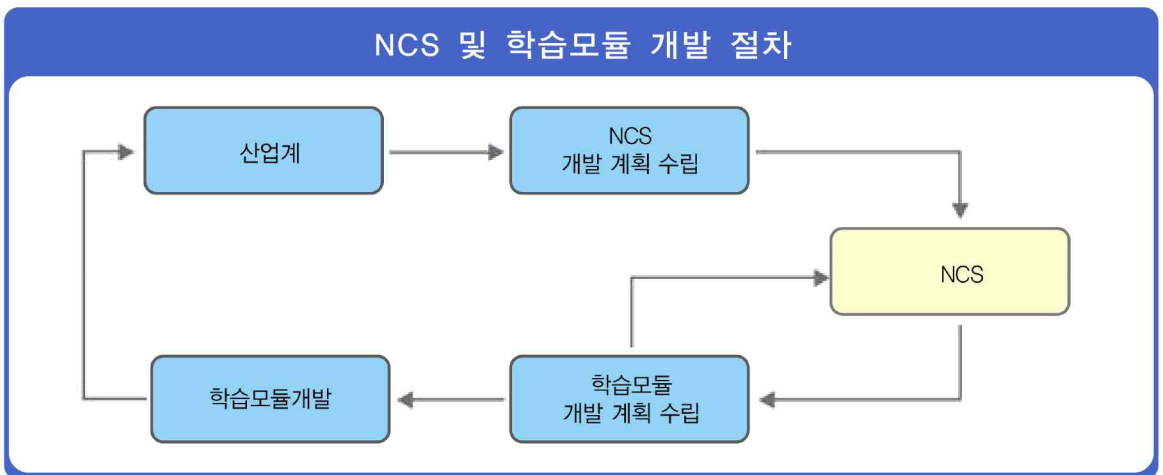 NCS 및 학습모듈 개발 절차
산업계
NCS
개발 계획 수립
NCS
학습모듈개발
학습모듈
개발 계획 수립